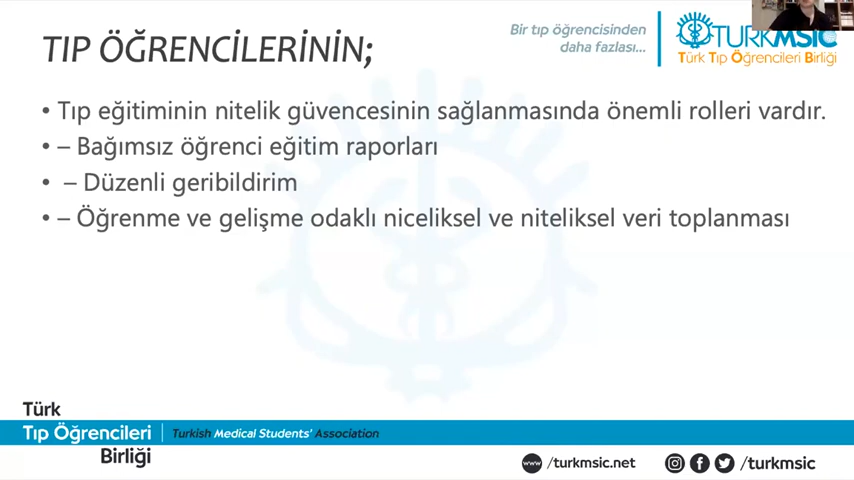 TIP ÖĞRENCİLERİNİN;
Bir tıp öğrencisinden
daha fazlası...
TURKMSIC
Türk Tıp Öğrencileri Birliği
• Tıp eğitiminin nitelik güvencesinin sağlanmasında önemli rolleri vardır.
• – Bağımsız öğrenci eğitim raporları
• – Düzenli geribildirim
• – Öğrenme ve gelişme odaklı niceliksel ve niteliksel veri toplanması
Türk
Tıp Öğrencileri
Birliği
Turkish Medical Students' Association
www /turkmsic.net
/turkmsic